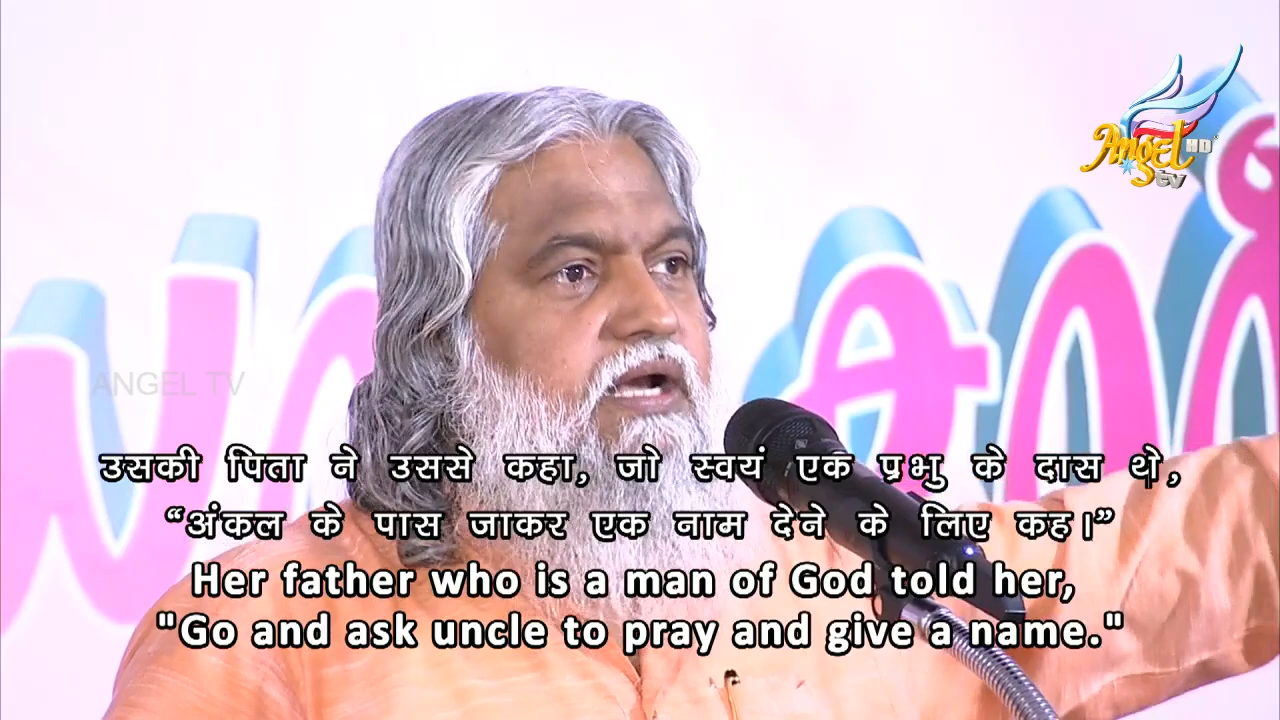 Angel HD
tv
ANGEL TV
उसकी पिता ने उससे कहा, जो स्वयं एक प्रभु के दास थे,
“अंकल के पास जाकर एक नाम देने के लिए कह।”
Her father who is a man of God told her,
"Go and ask uncle to pray and give a name."